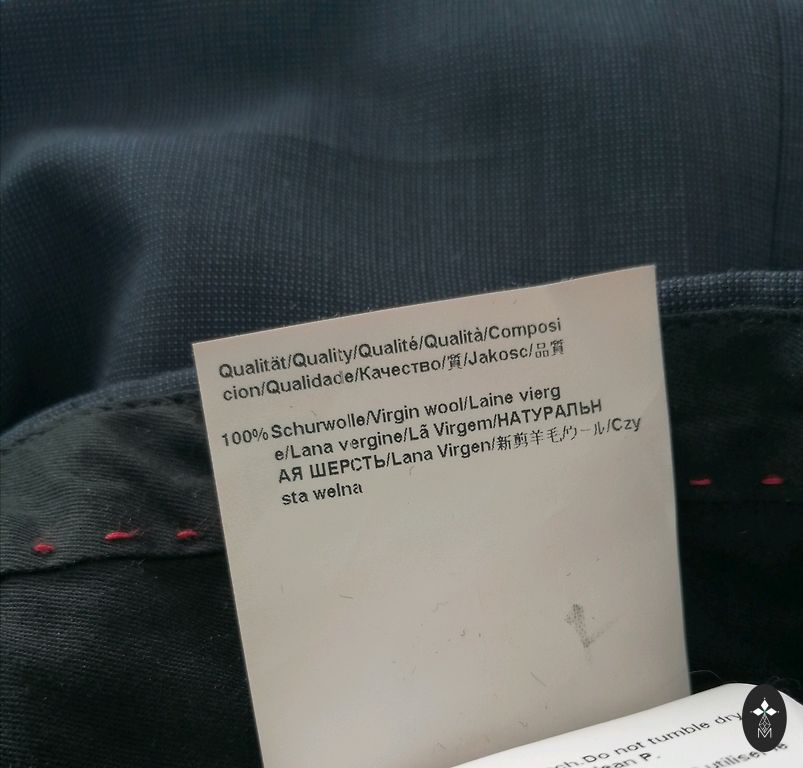 Qualität/Quality/Qualité/Qualità/Composi
cion/Qualidade/Качество/質/Jakosc/品質
100% Schurwolle/Virgin wool/Laine vierg
e/Lana vergine/Lã Virgem/НАТУРАЛЬН
АЯ ШЕРСТЬ/Lana Virgen/新剪羊毛/ウール/Czy
sta welna
Do not tumble dry
P.
utiliser le
M